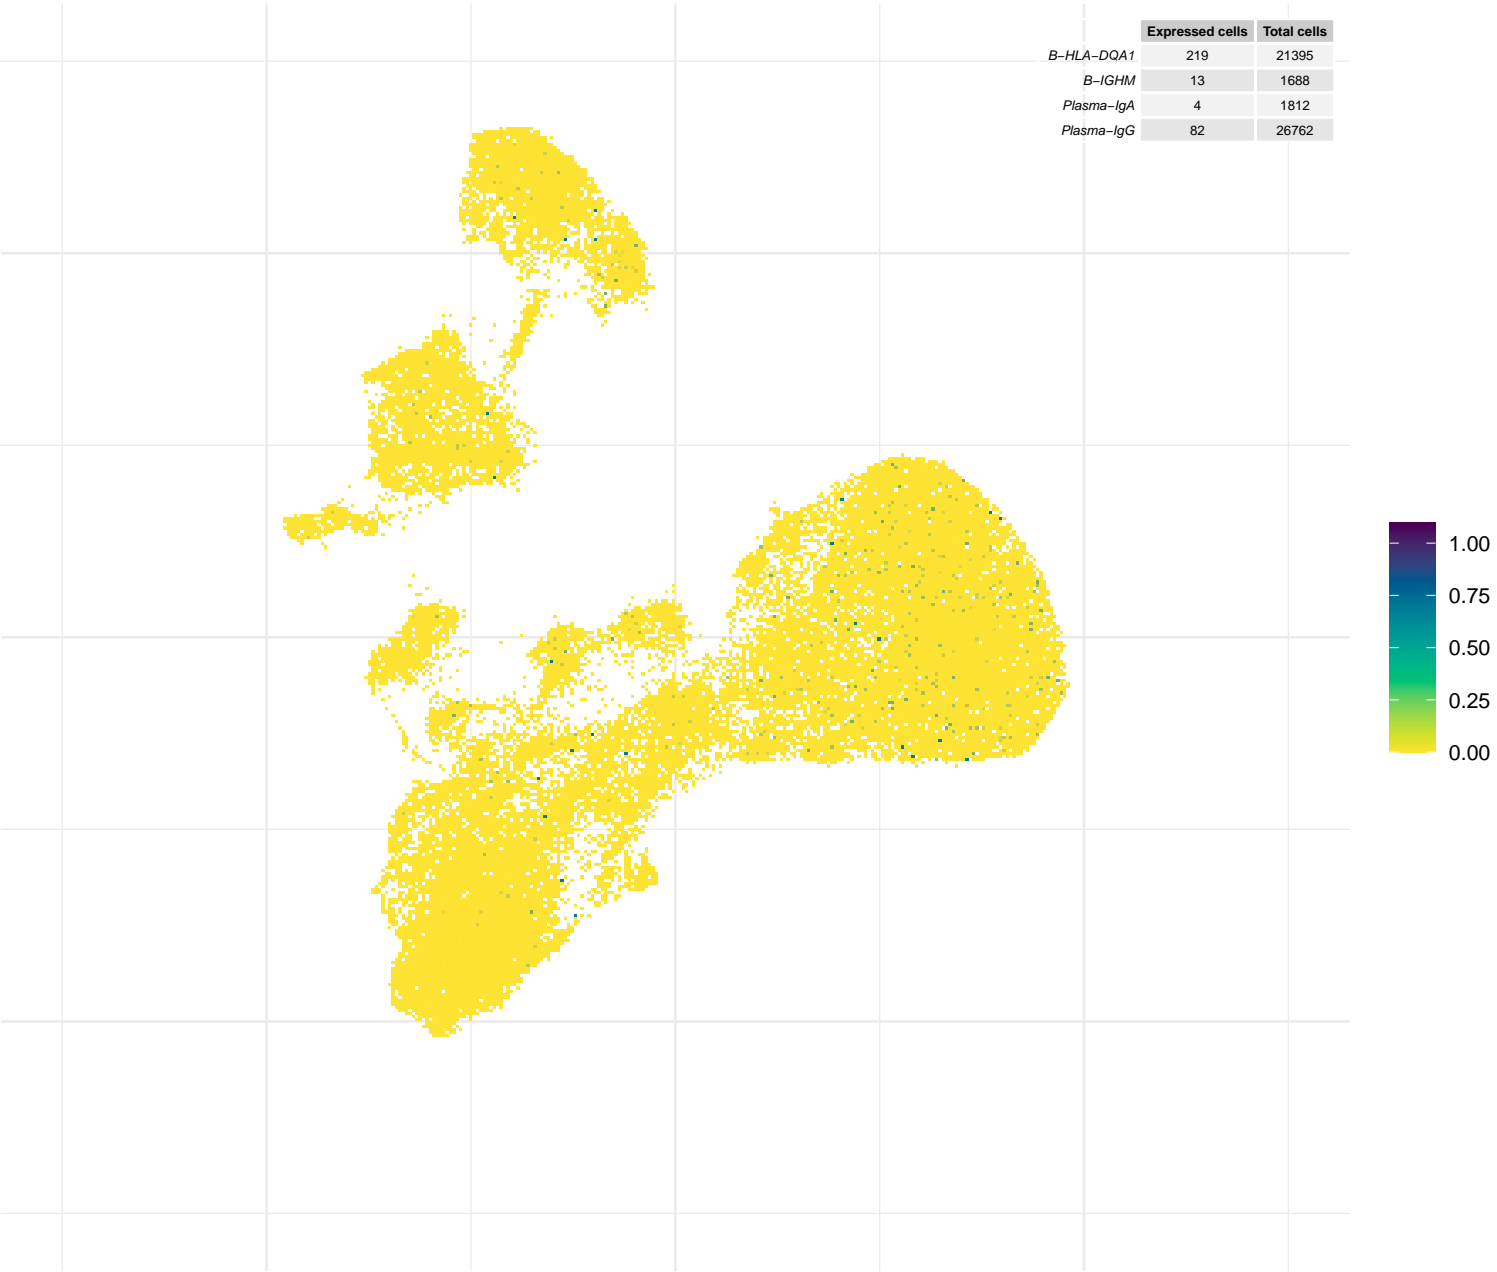 Expressed cells Total cells
B−HLA−DQA1 219 21395
B−IGHM 13 1688
Plasma−IgA 4 1812
Plasma−IgG 82 26762
1.00
0.75
0.50
0.25
0.00